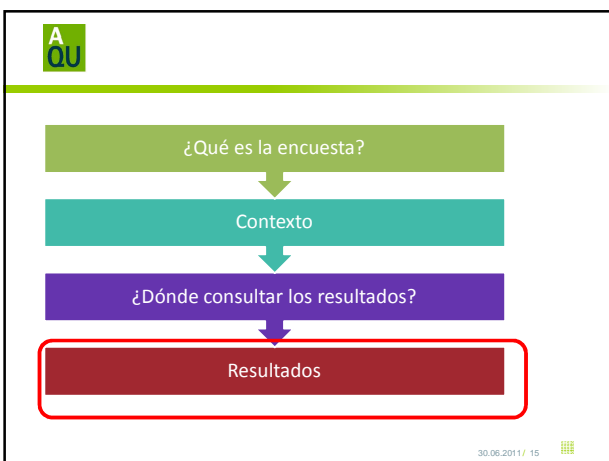 A
QU
¿Qué es la encuesta?
Contexto
¿Dónde consultar los resultados?
Resultados
30.06.2011/ 15